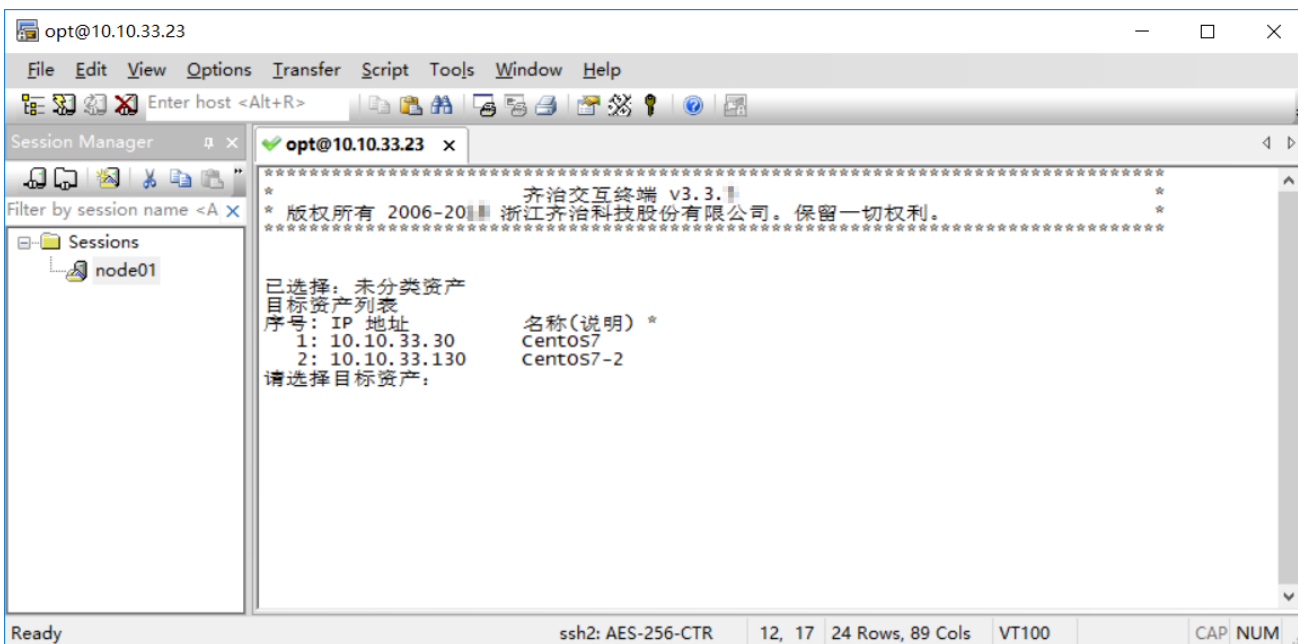 opt@10.10.33.23
File Edit View Options Transfer Script Tools Window Help
Enter host <Alt+R>
Session Manager
opt@10.10.33.23
Filter by session name <A
Sessions
node01
******************************************************************************
* 齐治交互终端 v3.3. *
* 版权所有 2006-20 浙江齐治科技股份有限公司。保留一切权利。 *
******************************************************************************
已选择: 未分类资产
目标资产列表
序号: IP 地址 名称(说明) *
1: 10.10.33.30 CentOS7
2: 10.10.33.130 CentOS7-2
请选择目标资产:
Ready ssh2: AES-256-CTR 12, 17 24 Rows, 89 Cols VT100 CAP NUM